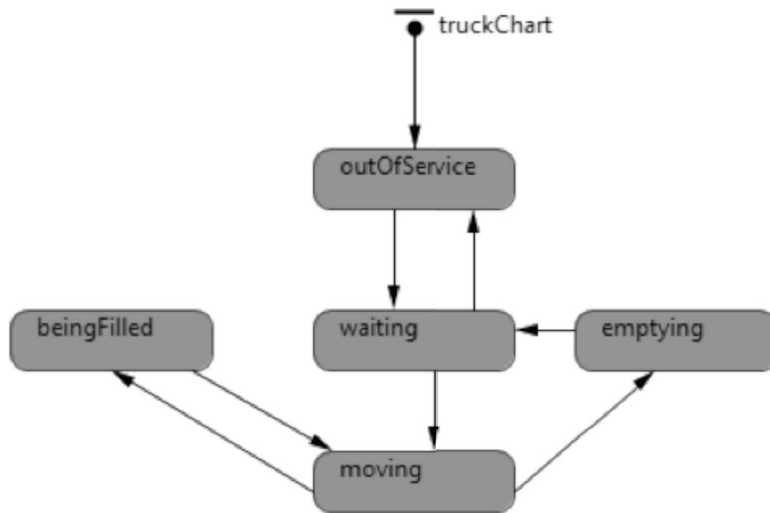 truckChart
outOfService
beingFilled
waiting
emptying
moving